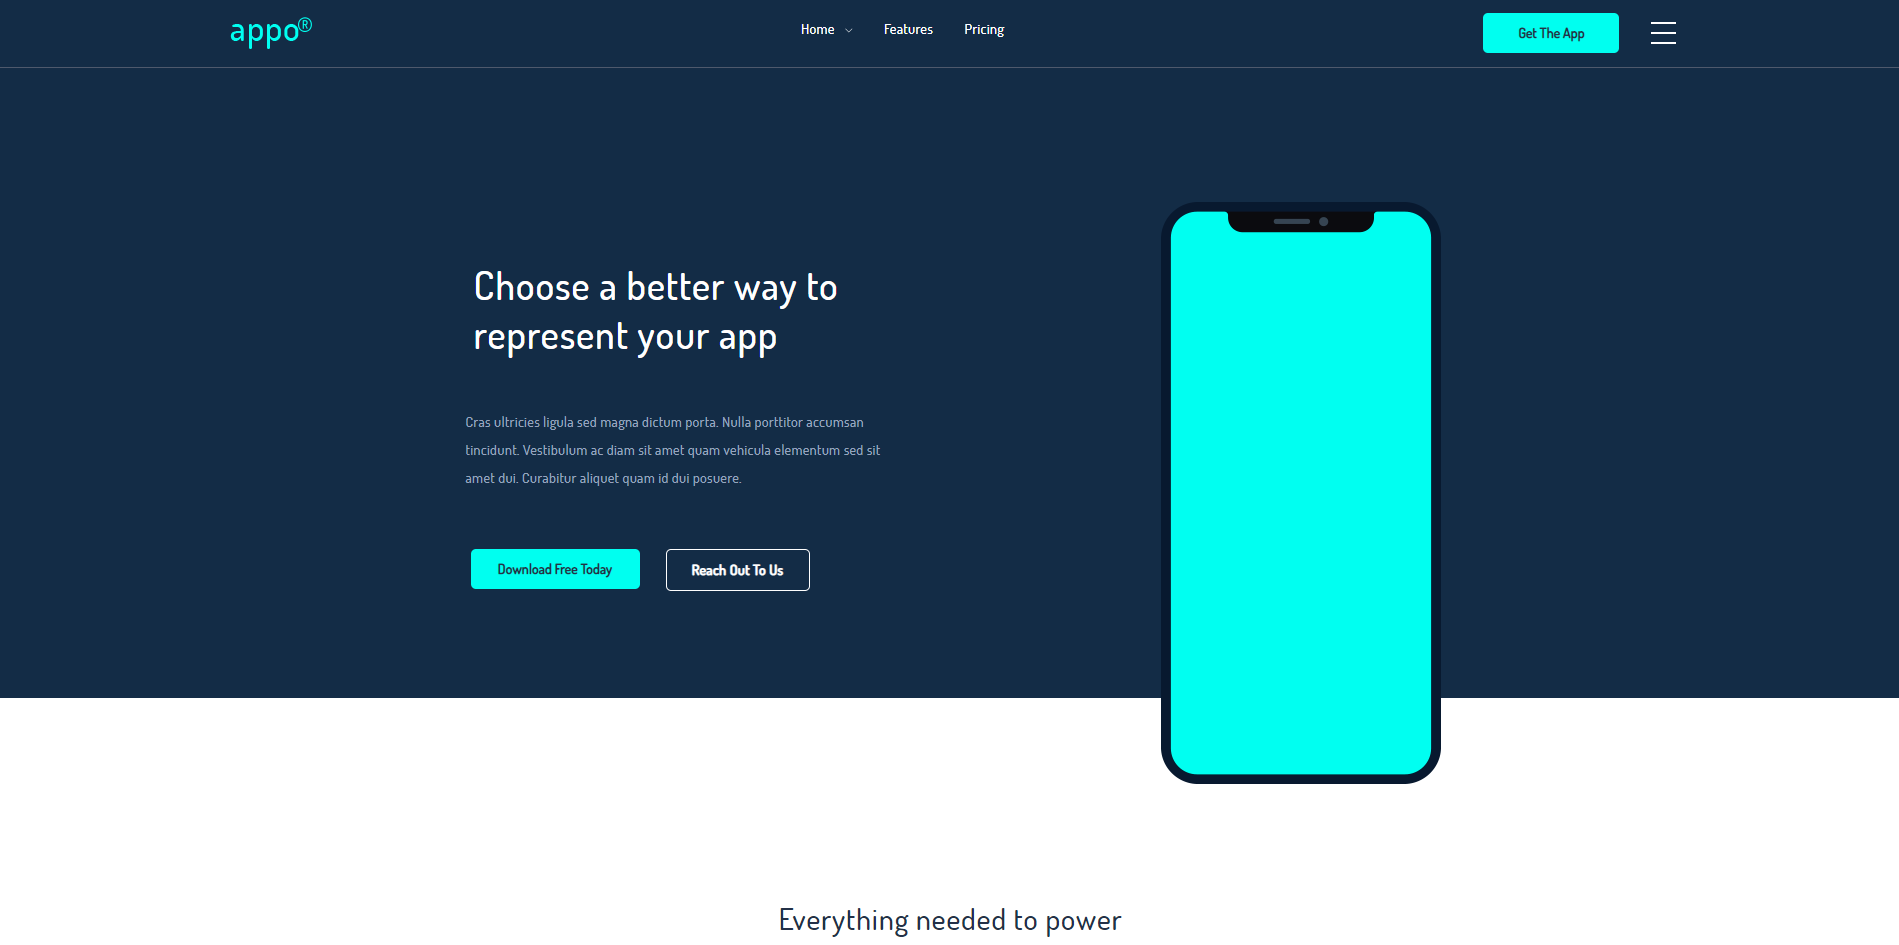 appo®
Home
Features
Pricing
Get The App
Choose a better way to
represent your app
Cras ultricies ligula sed magna dictum porta. Nulla porttitor accumsan
tincidunt. Vestibulum ac diam sit amet quam vehicula elementum sed sit
amet dui. Curabitur aliquet quam id dui posuere.
Download Free Today
Reach Out To Us
Everything needed to power